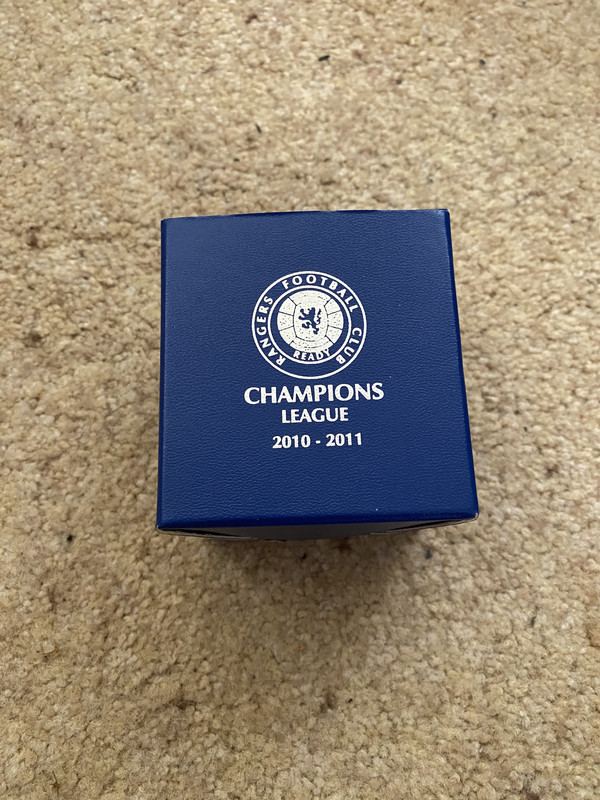 RANGERS FOOTBALL CLUB
READY
CHAMPIONS
LEAGUE
2010 - 2011